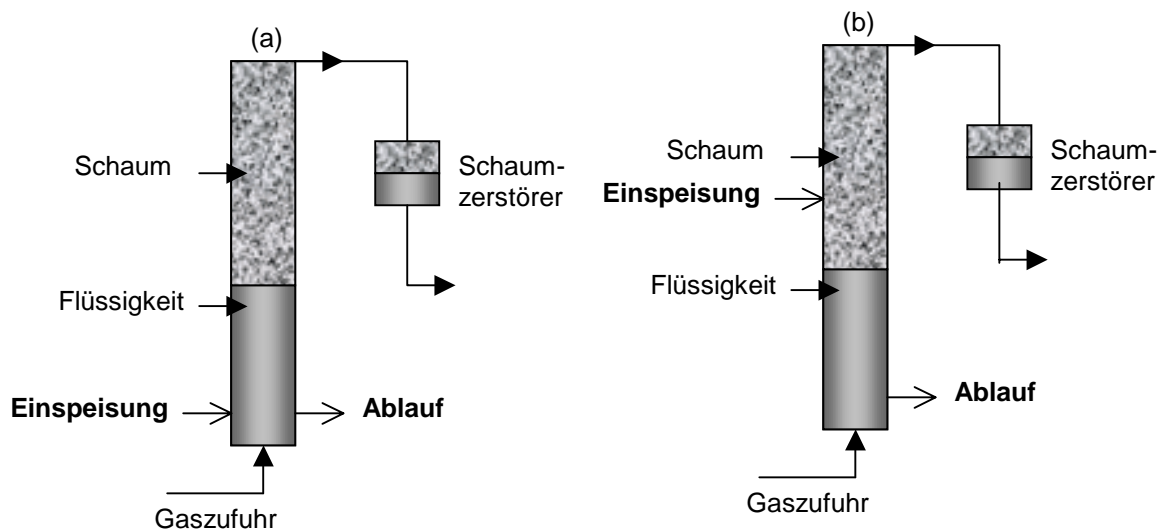 (a)
Schaum
Schaum-
zerstörer
Flüssigkeit
Einspeisung
Ablauf
Gaszufuhr
(b)
Schaum
Einspeisung
Schaum-
zerstörer
Flüssigkeit
Ablauf
Gaszufuhr